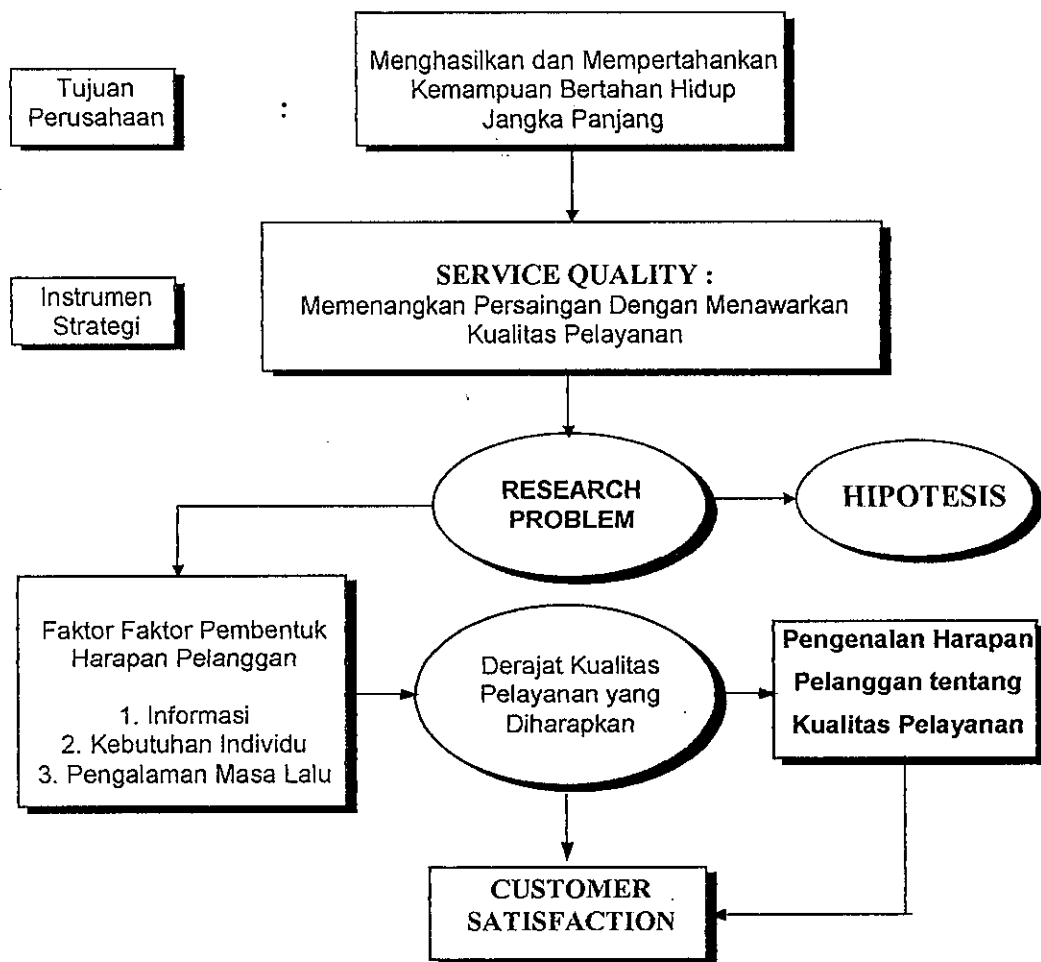 Tujuan
Perusahaan
:
Menghasilkan dan Mempertahankan
Kemampuan Bertahan Hidup
Jangka Panjang
Instrumen
Strategi
SERVICE QUALITY :
Memenangkan Persaingan Dengan Menawarkan
Kualitas Pelayanan
RESEARCH
PROBLEM
HIPOTESIS
Faktor Faktor Pembentuk
Harapan Pelanggan
1. Informasi
2. Kebutuhan Individu
3. Pengalaman Masa Lalu
Derajat Kualitas
Pelayanan yang
Diharapkan
Pengenalan Harapan
Pelanggan tentang
Kualitas Pelayanan
CUSTOMER
SATISFACTION